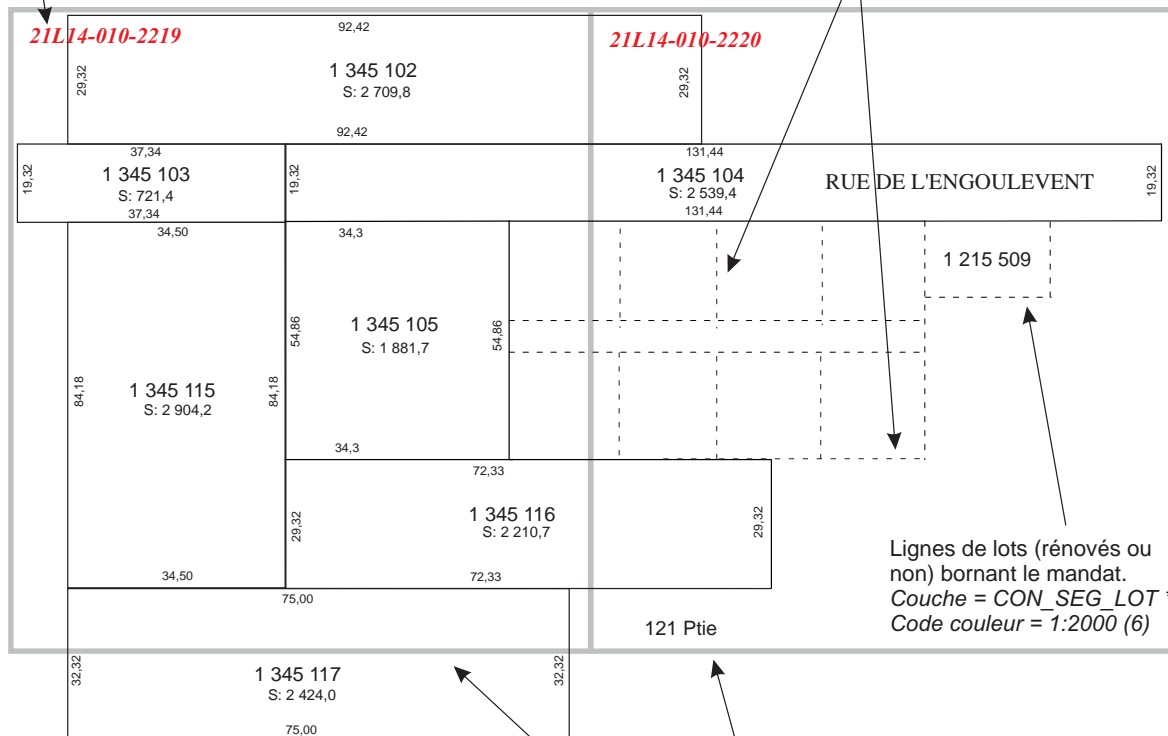 21L14-010-2219
92,42
21L14-010-2220
29,32
1 345 102
S: 2 709,8
29,32
92,42
37,34
19,32
1 345 103
S: 721,4
37,34
131,44
19,32
1 345 104
S: 2 539,4
131,44
RUE DE L'ENGOULEVENT
19,32
34,50
34,3
1 215 509
54,86
1 345 105
S: 1 881,7
54,86
84,18
1 345 115
S: 2 904,2
84,18
34,3
72,33
29,32
1 345 116
S: 2 210,7
29,32
34,50
72,33
Lignes de lots (rénovés ou
non) bornant le mandat.
Couche = CON_SEG_LOT *
Code couleur = 1:2000 (6)
75,00
121 Ptie
32,32
1 345 117
S: 2 424,0
32,32
75,00